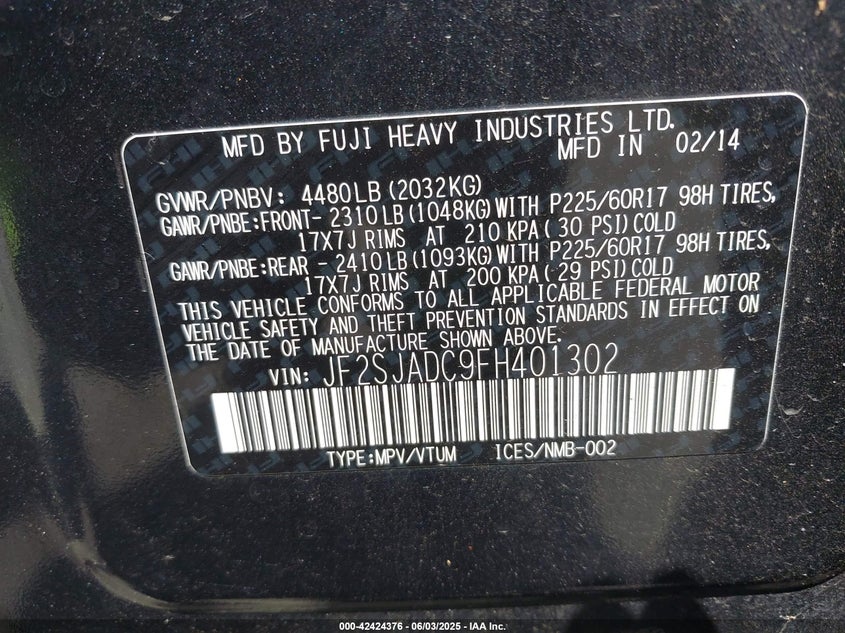 MFD BY FUJI HEAVY INDUSTRIES LTD.
MFD IN 02/14
GVWR/PNBV: 4480LB(2032KG)
GAWR/PNBE:FRONT- 2310LB(1048KG)WITH P225/60R17 98H TIRES,
17X7J RIMS AT 210 KPA( 30 PSI)COLD
GAWR/PNBE:REAR - 2410LB(1093KG)WITH P225/60R17 98H TIRES,
17X7J RIMS AT 200 KPA( 29 PSI)COLD
THIS VEHICLE CONFORMS TO ALL APPLICABLE FEDERAL MOTOR
VEHICLE SAFETY AND THEFT PREVENTION STANDARDS IN EFFECT ON
THE DATE OF MANUFACTURE SHOWN ABOVE.
VIN: JF2SJADC9FH401302
TYPE:MPV/VTUM ICES/NMB-002
000-42424376 - 06/03/2025 - IAA Inc.